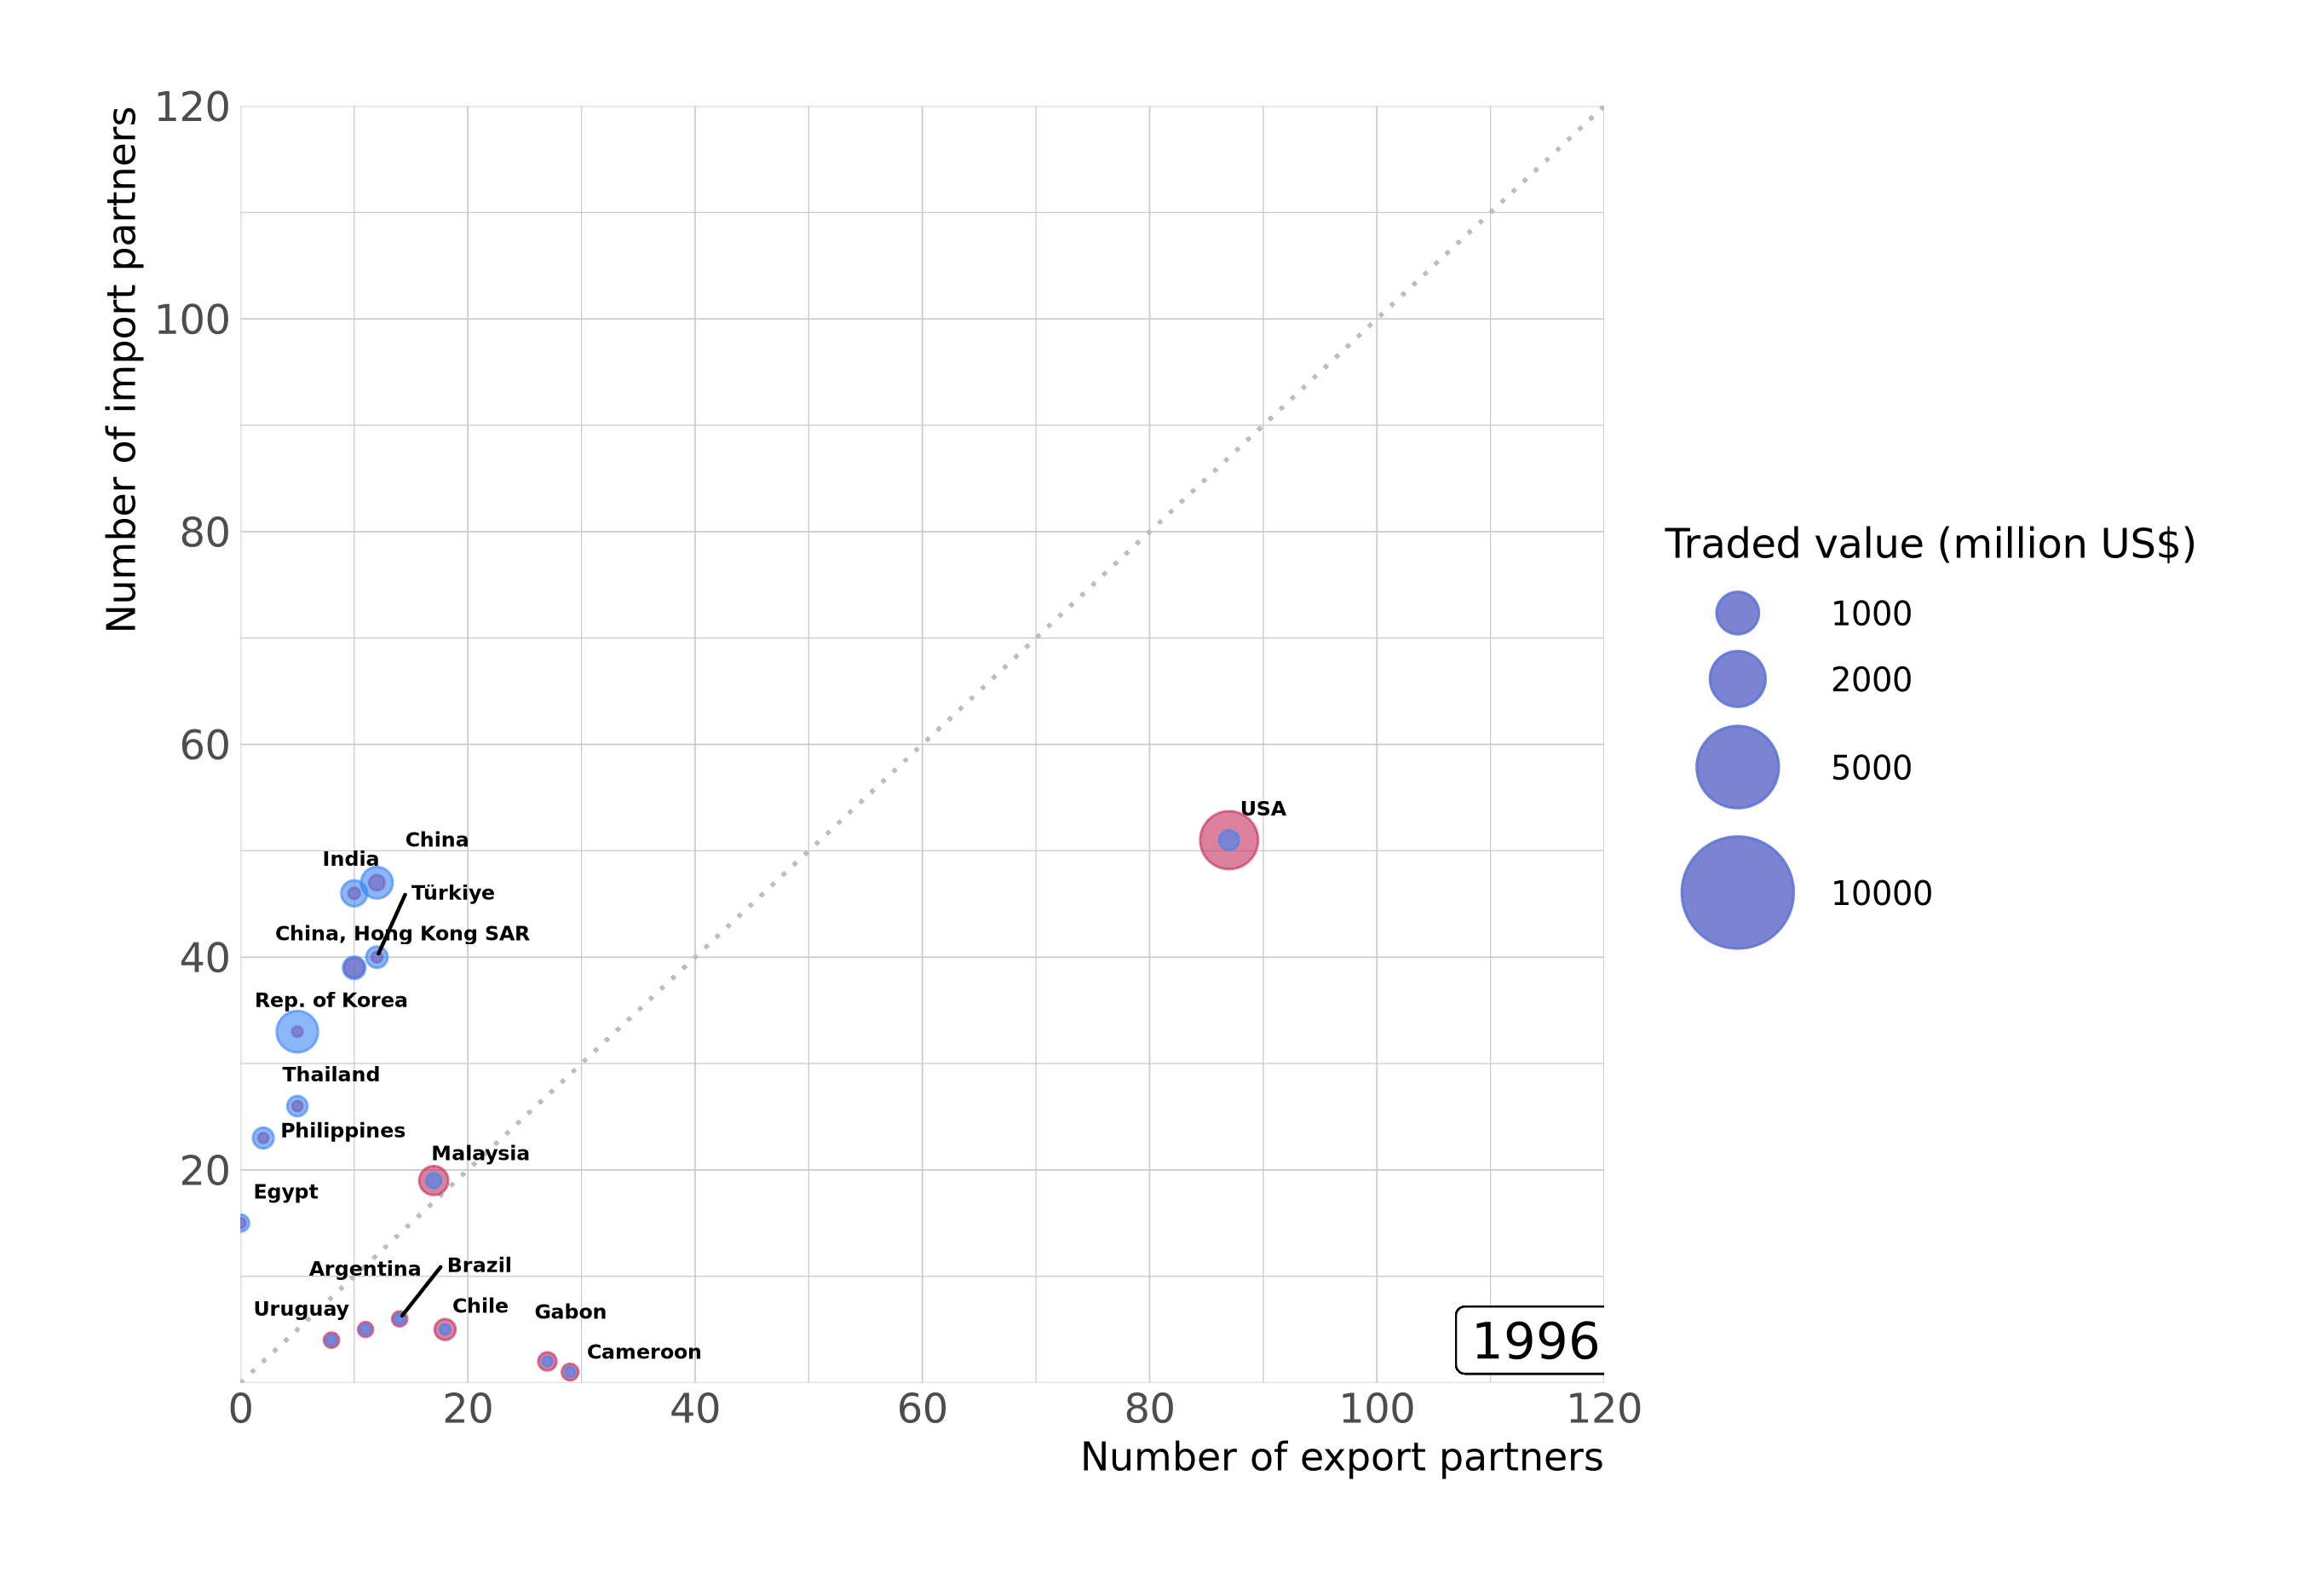 Number of import partners
120
100
80
60
40
20
USA
China
India
Türkiye
China, Hong Kong SAR
Rep. of Korea
Thailand
Philippines
Malaysia
Egypt
Argentina
Brazil
Uruguay
Chile
Gabon
Cameroon
1996
0 20 40 60 80 100 120
Number of export partners
Traded value (million US$)
1000
2000
5000
10000